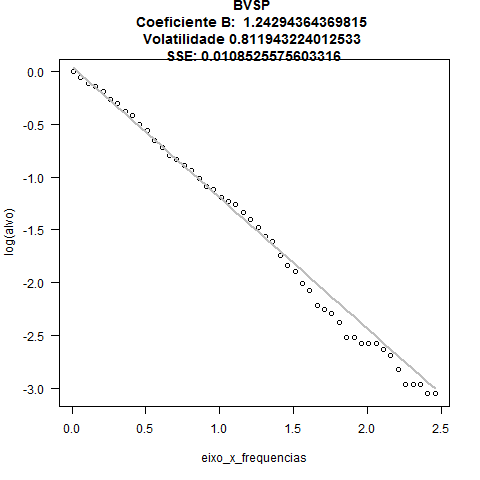 BVSP
Coeficiente B: 1.24294364369815
Volatilidade 0.811943224012533
SSE: 0.0108525575603316
log(alvo)
0.0
-0.5
-1.0
-1.5
-2.0
-2.5
-3.0
0.0 0.5 1.0 1.5 2.0 2.5
eixo_x_frequencias